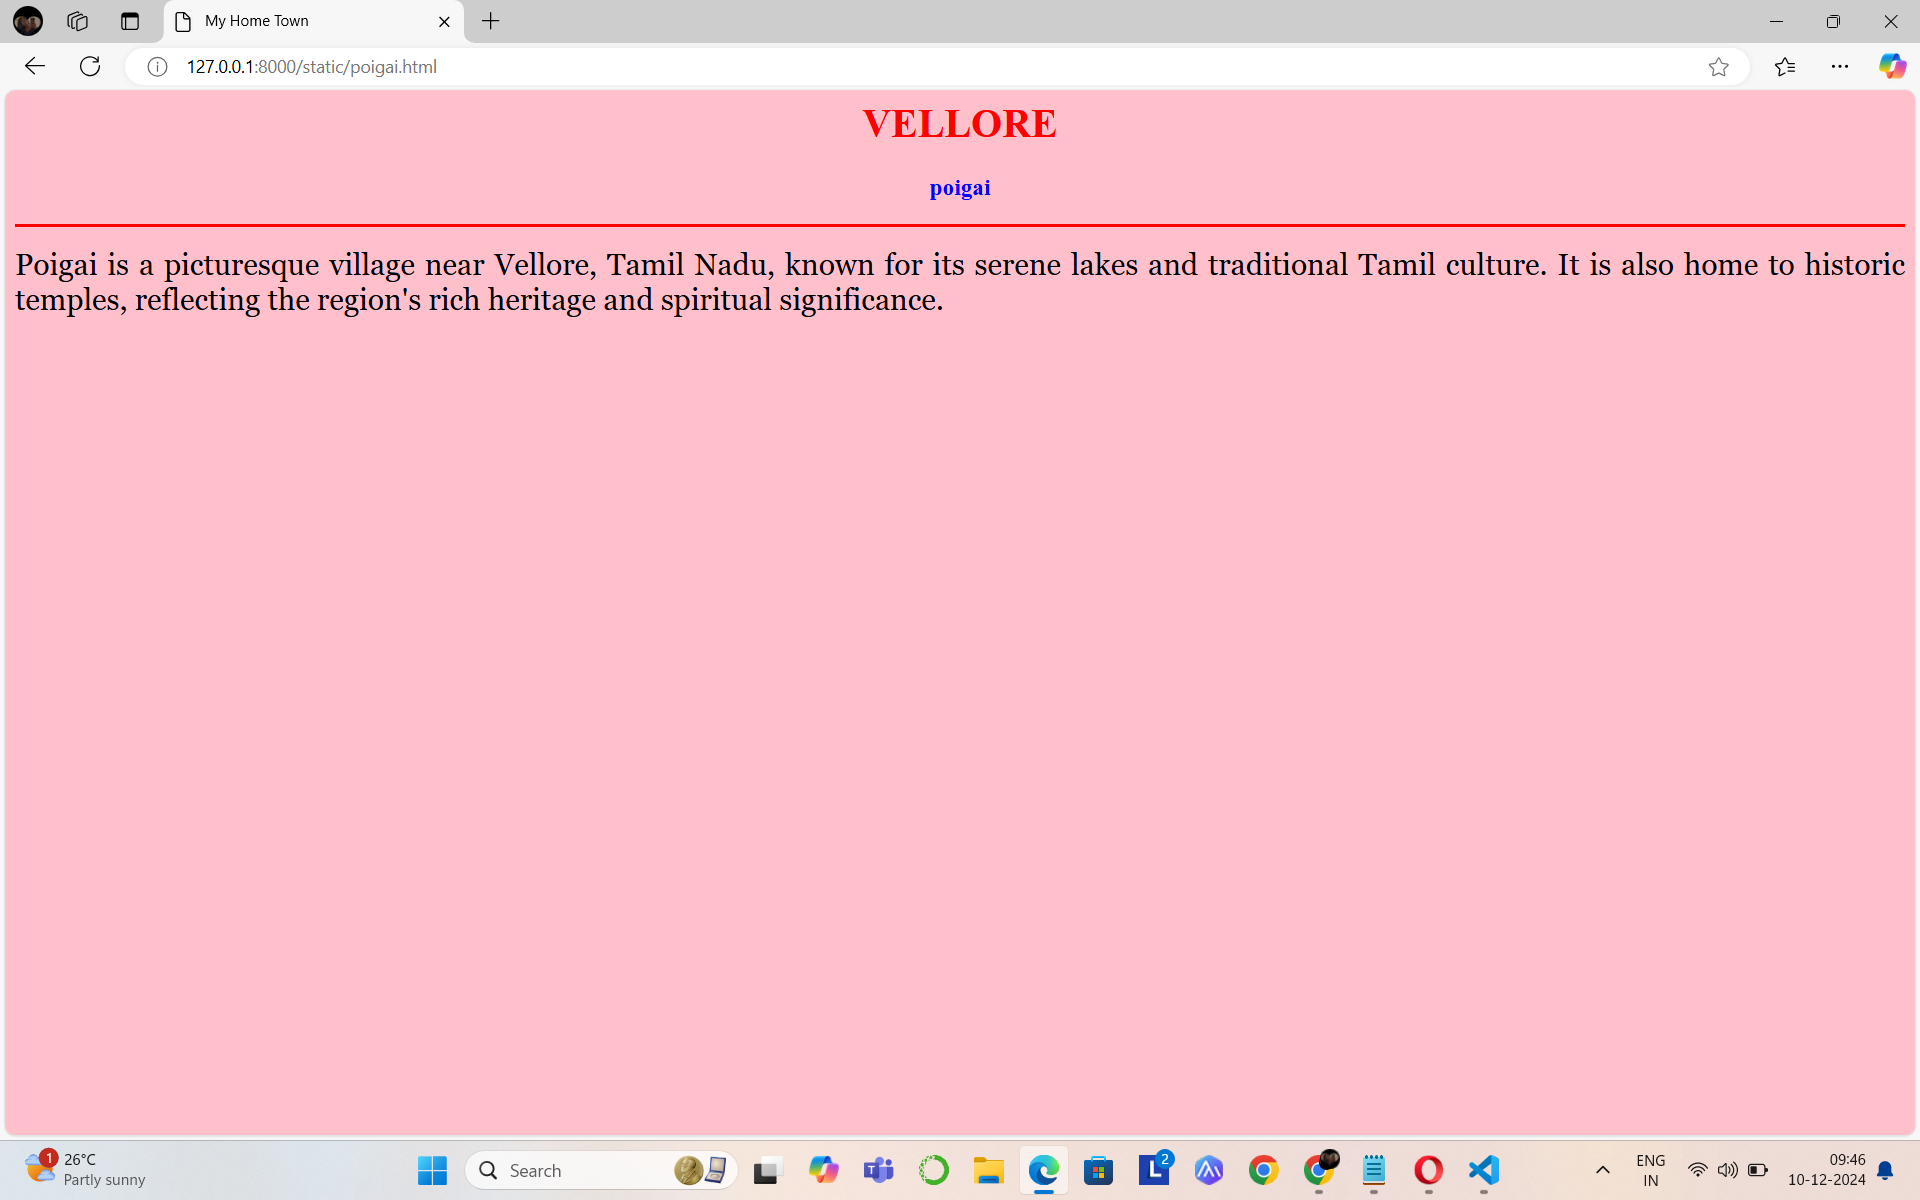 My Home Town
127.0.0.1:8000/static/poigai.html
VELLORE
poigai
Poigai is a picturesque village near Vellore, Tamil Nadu, known for its serene lakes and traditional Tamil culture. It is also home to historic
temples, reflecting the region's rich heritage and spiritual significance.
1
26°C
Partly sunny
Search
T
L
2
ENG
IN
09:46
10-12-2024